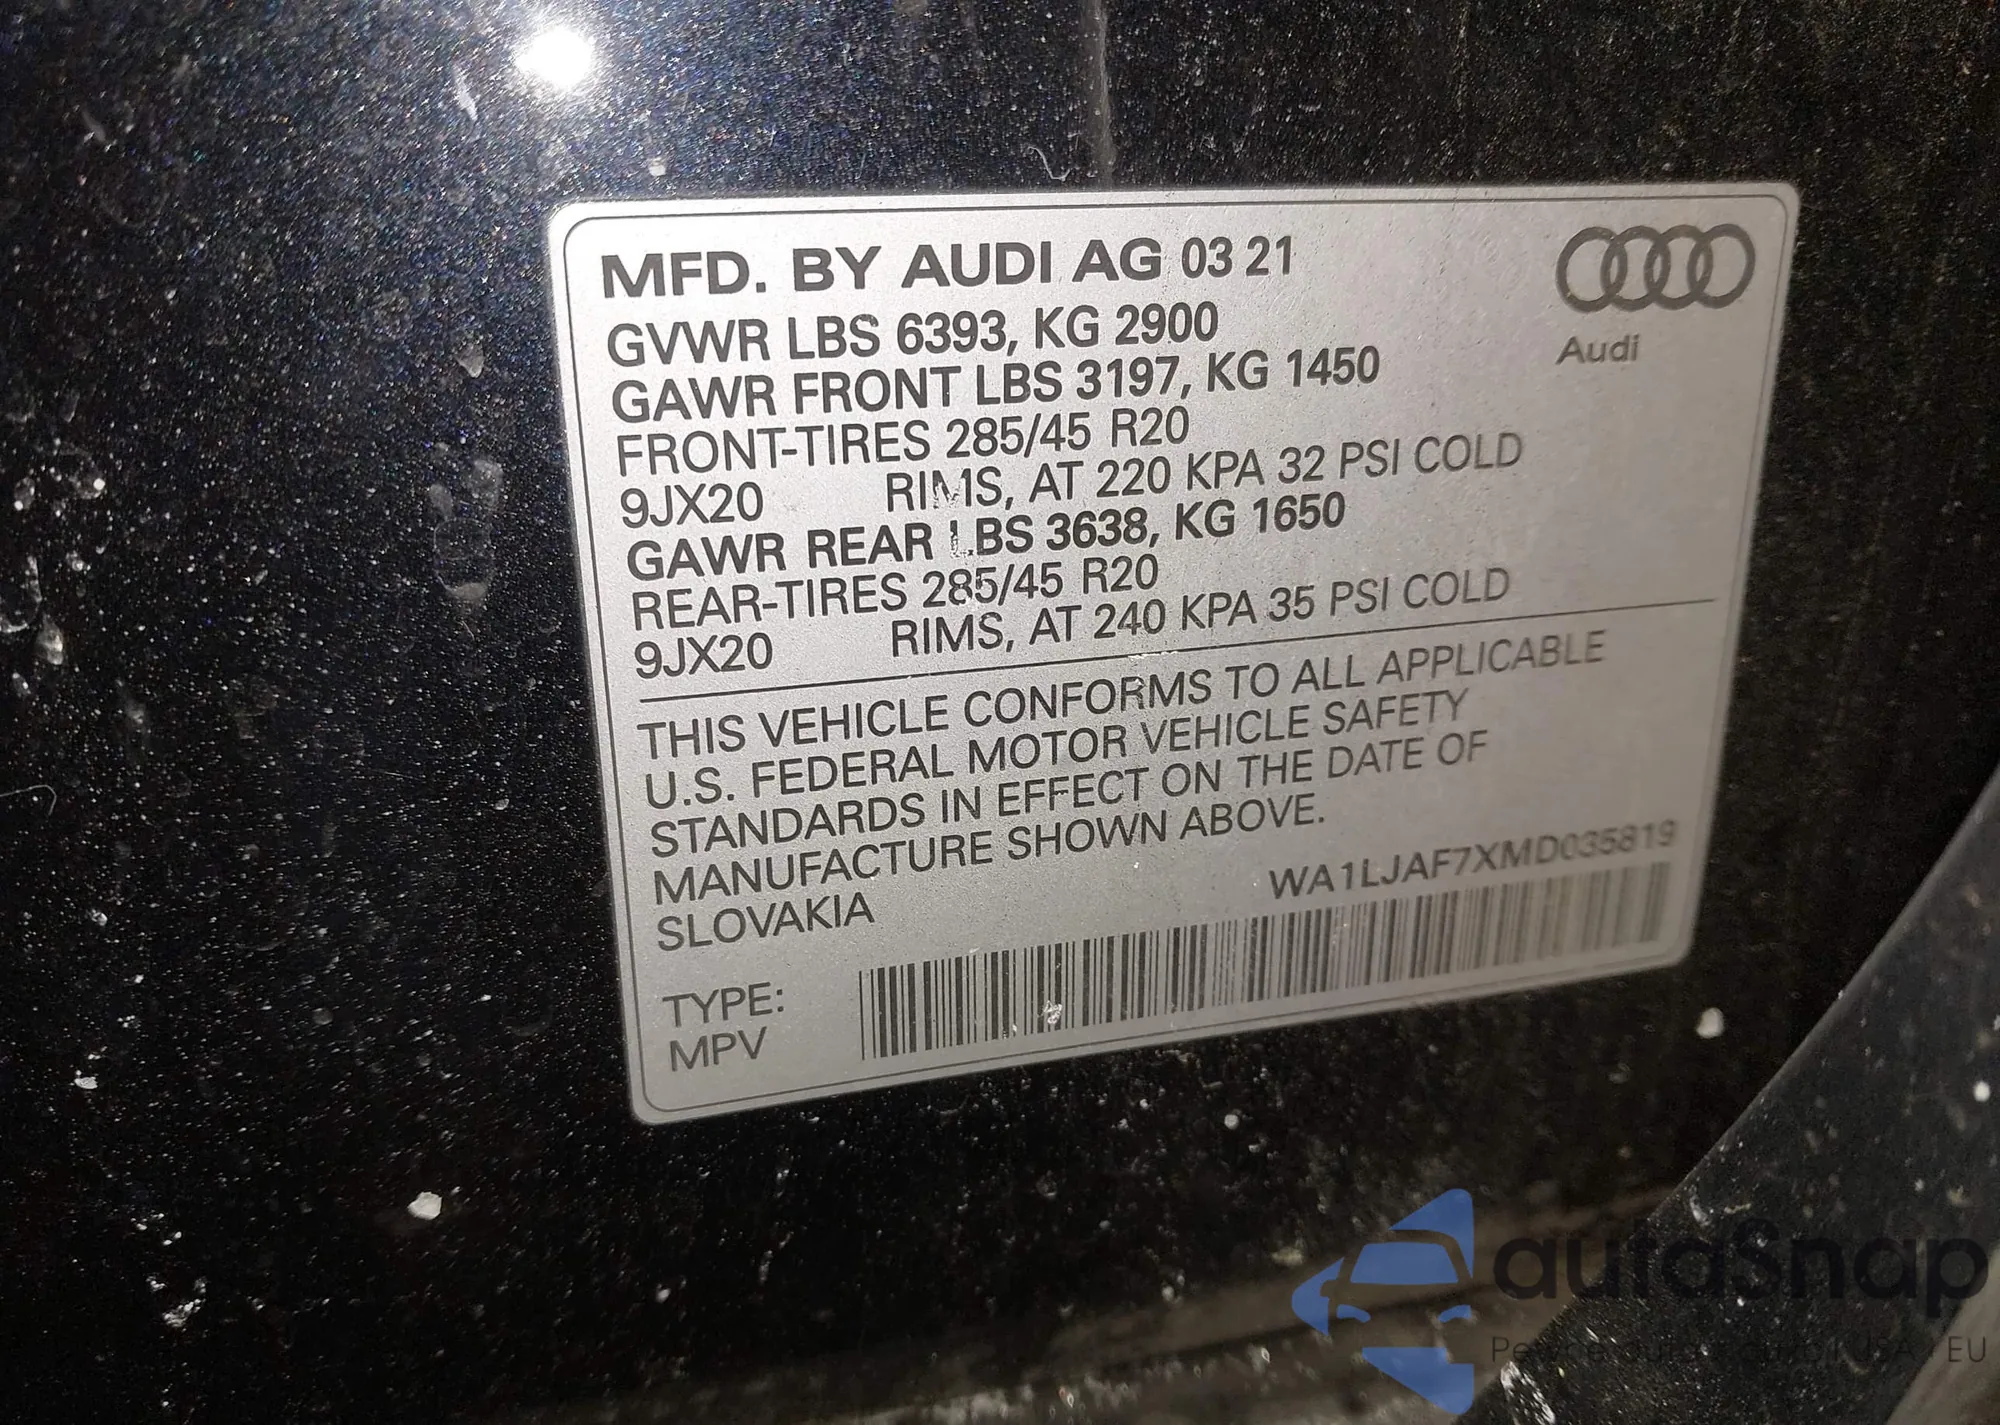 MFD. BY AUDI AG 03 21
GVWR LBS 6393, KG 2900
GAWR FRONT LBS 3197, KG 1450
FRONT-TIRES 285/45 R20
9JX20 RIMS, AT 220 KPA 32 PSI COLD
GAWR REAR LBS 3638, KG 1650
REAR-TIRES 285/45 R20
9JX20 RIMS, AT 240 KPA 35 PSI COLD
Audi
THIS VEHICLE CONFORMS TO ALL APPLICABLE
U.S. FEDERAL MOTOR VEHICLE SAFETY
STANDARDS IN EFFECT ON THE DATE OF
MANUFACTURE SHOWN ABOVE.
SLOVAKIA
WA1LJAF7XMD035819
TYPE:
MPV
autoSnap
EU